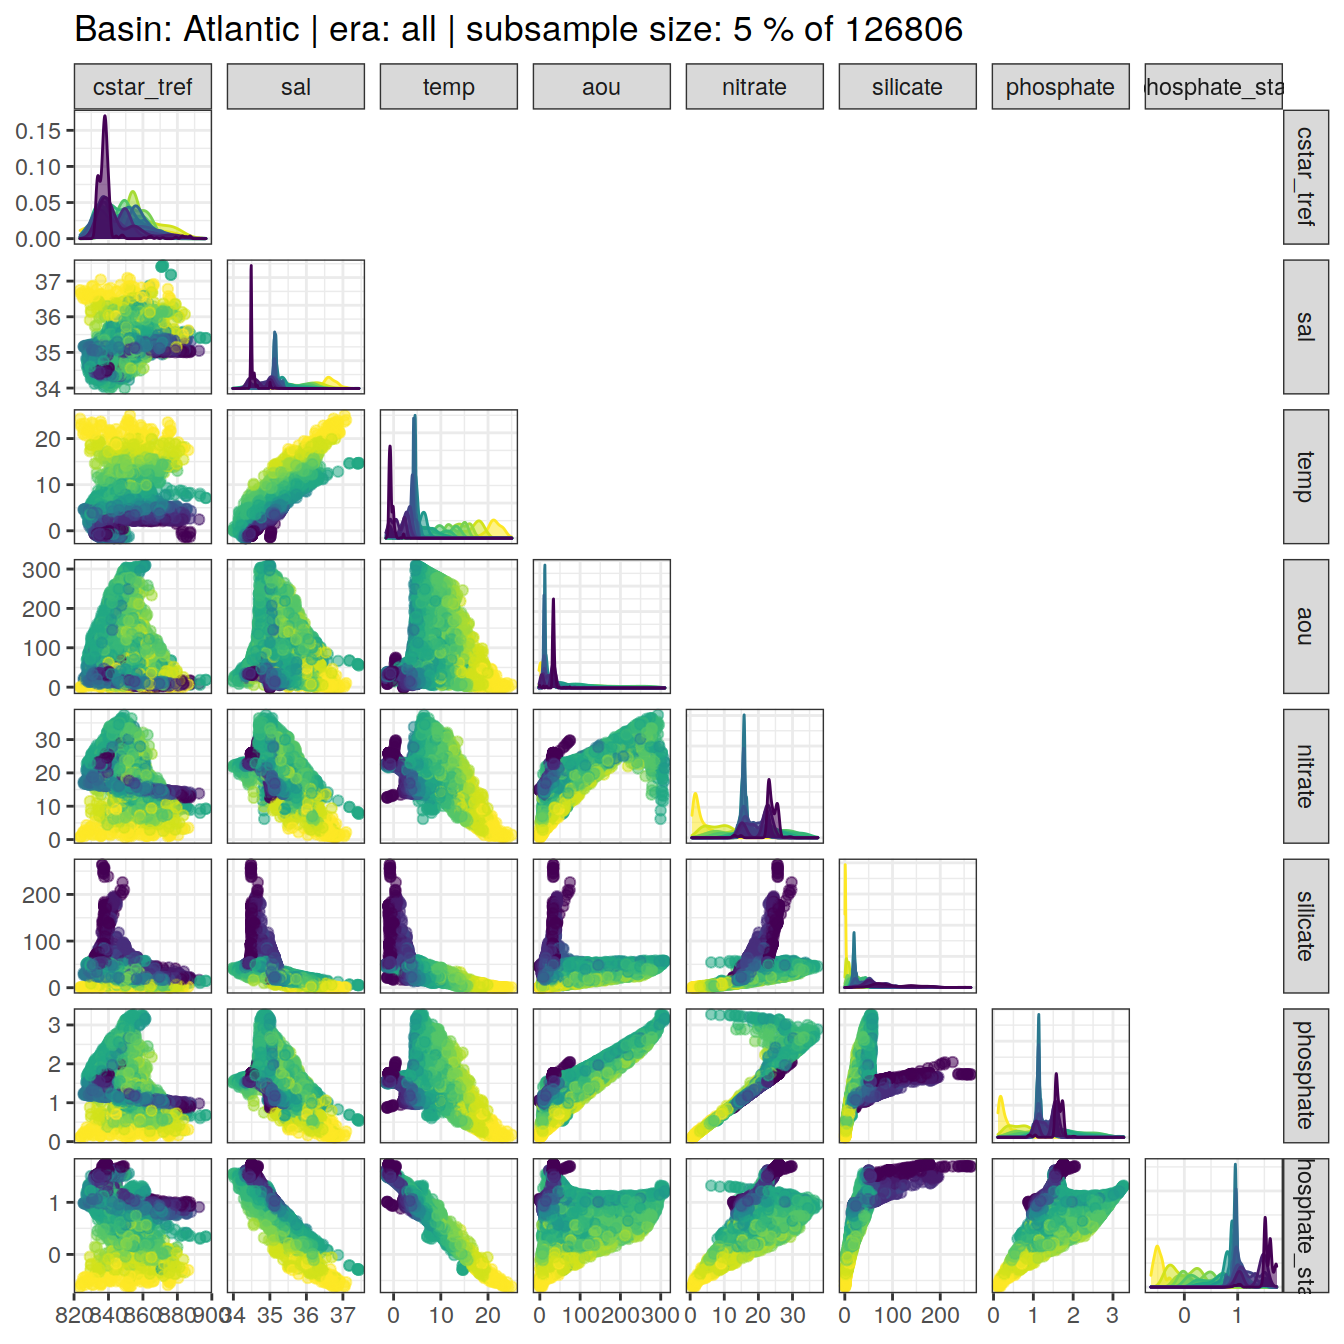 Basin: Atlantic | era: all | subsample size: 5 % of 126806
cstar_tref sal temp aou nitrate silicate phosphate hosphate_sta
0.15
0.10
0.05
0.00
cstar_tref
37
36
35
34
sal
20
10
0
temp
300
200
100
0
aou
30
20
10
0
nitrate
200
100
0
silicate
3
2
1
0
phosphate
1
0
hosphate_sta
820 840 860 880 900 34 35 36 37 0 10 20 0 100 200 300 0 10 20 30 0 100 200 0 1 2 3 0 1